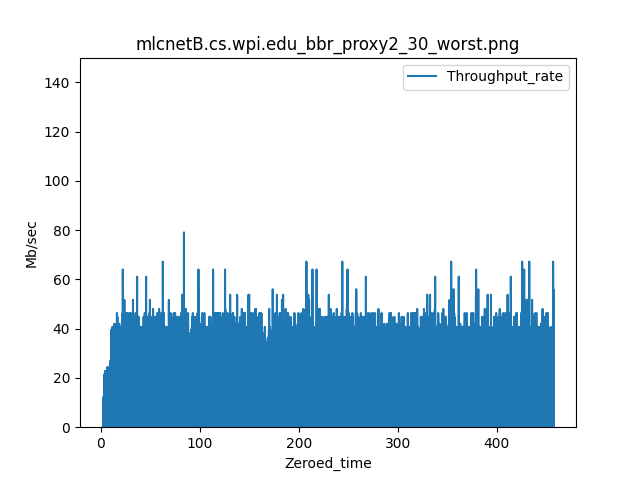 mlcnetB.cs.wpi.edu_bbr_proxy2_30_worst.png
Throughput_rate
140
120
100
80
60
40
20
0
Mb/sec
0 100 200 300 400
Zeroed_time